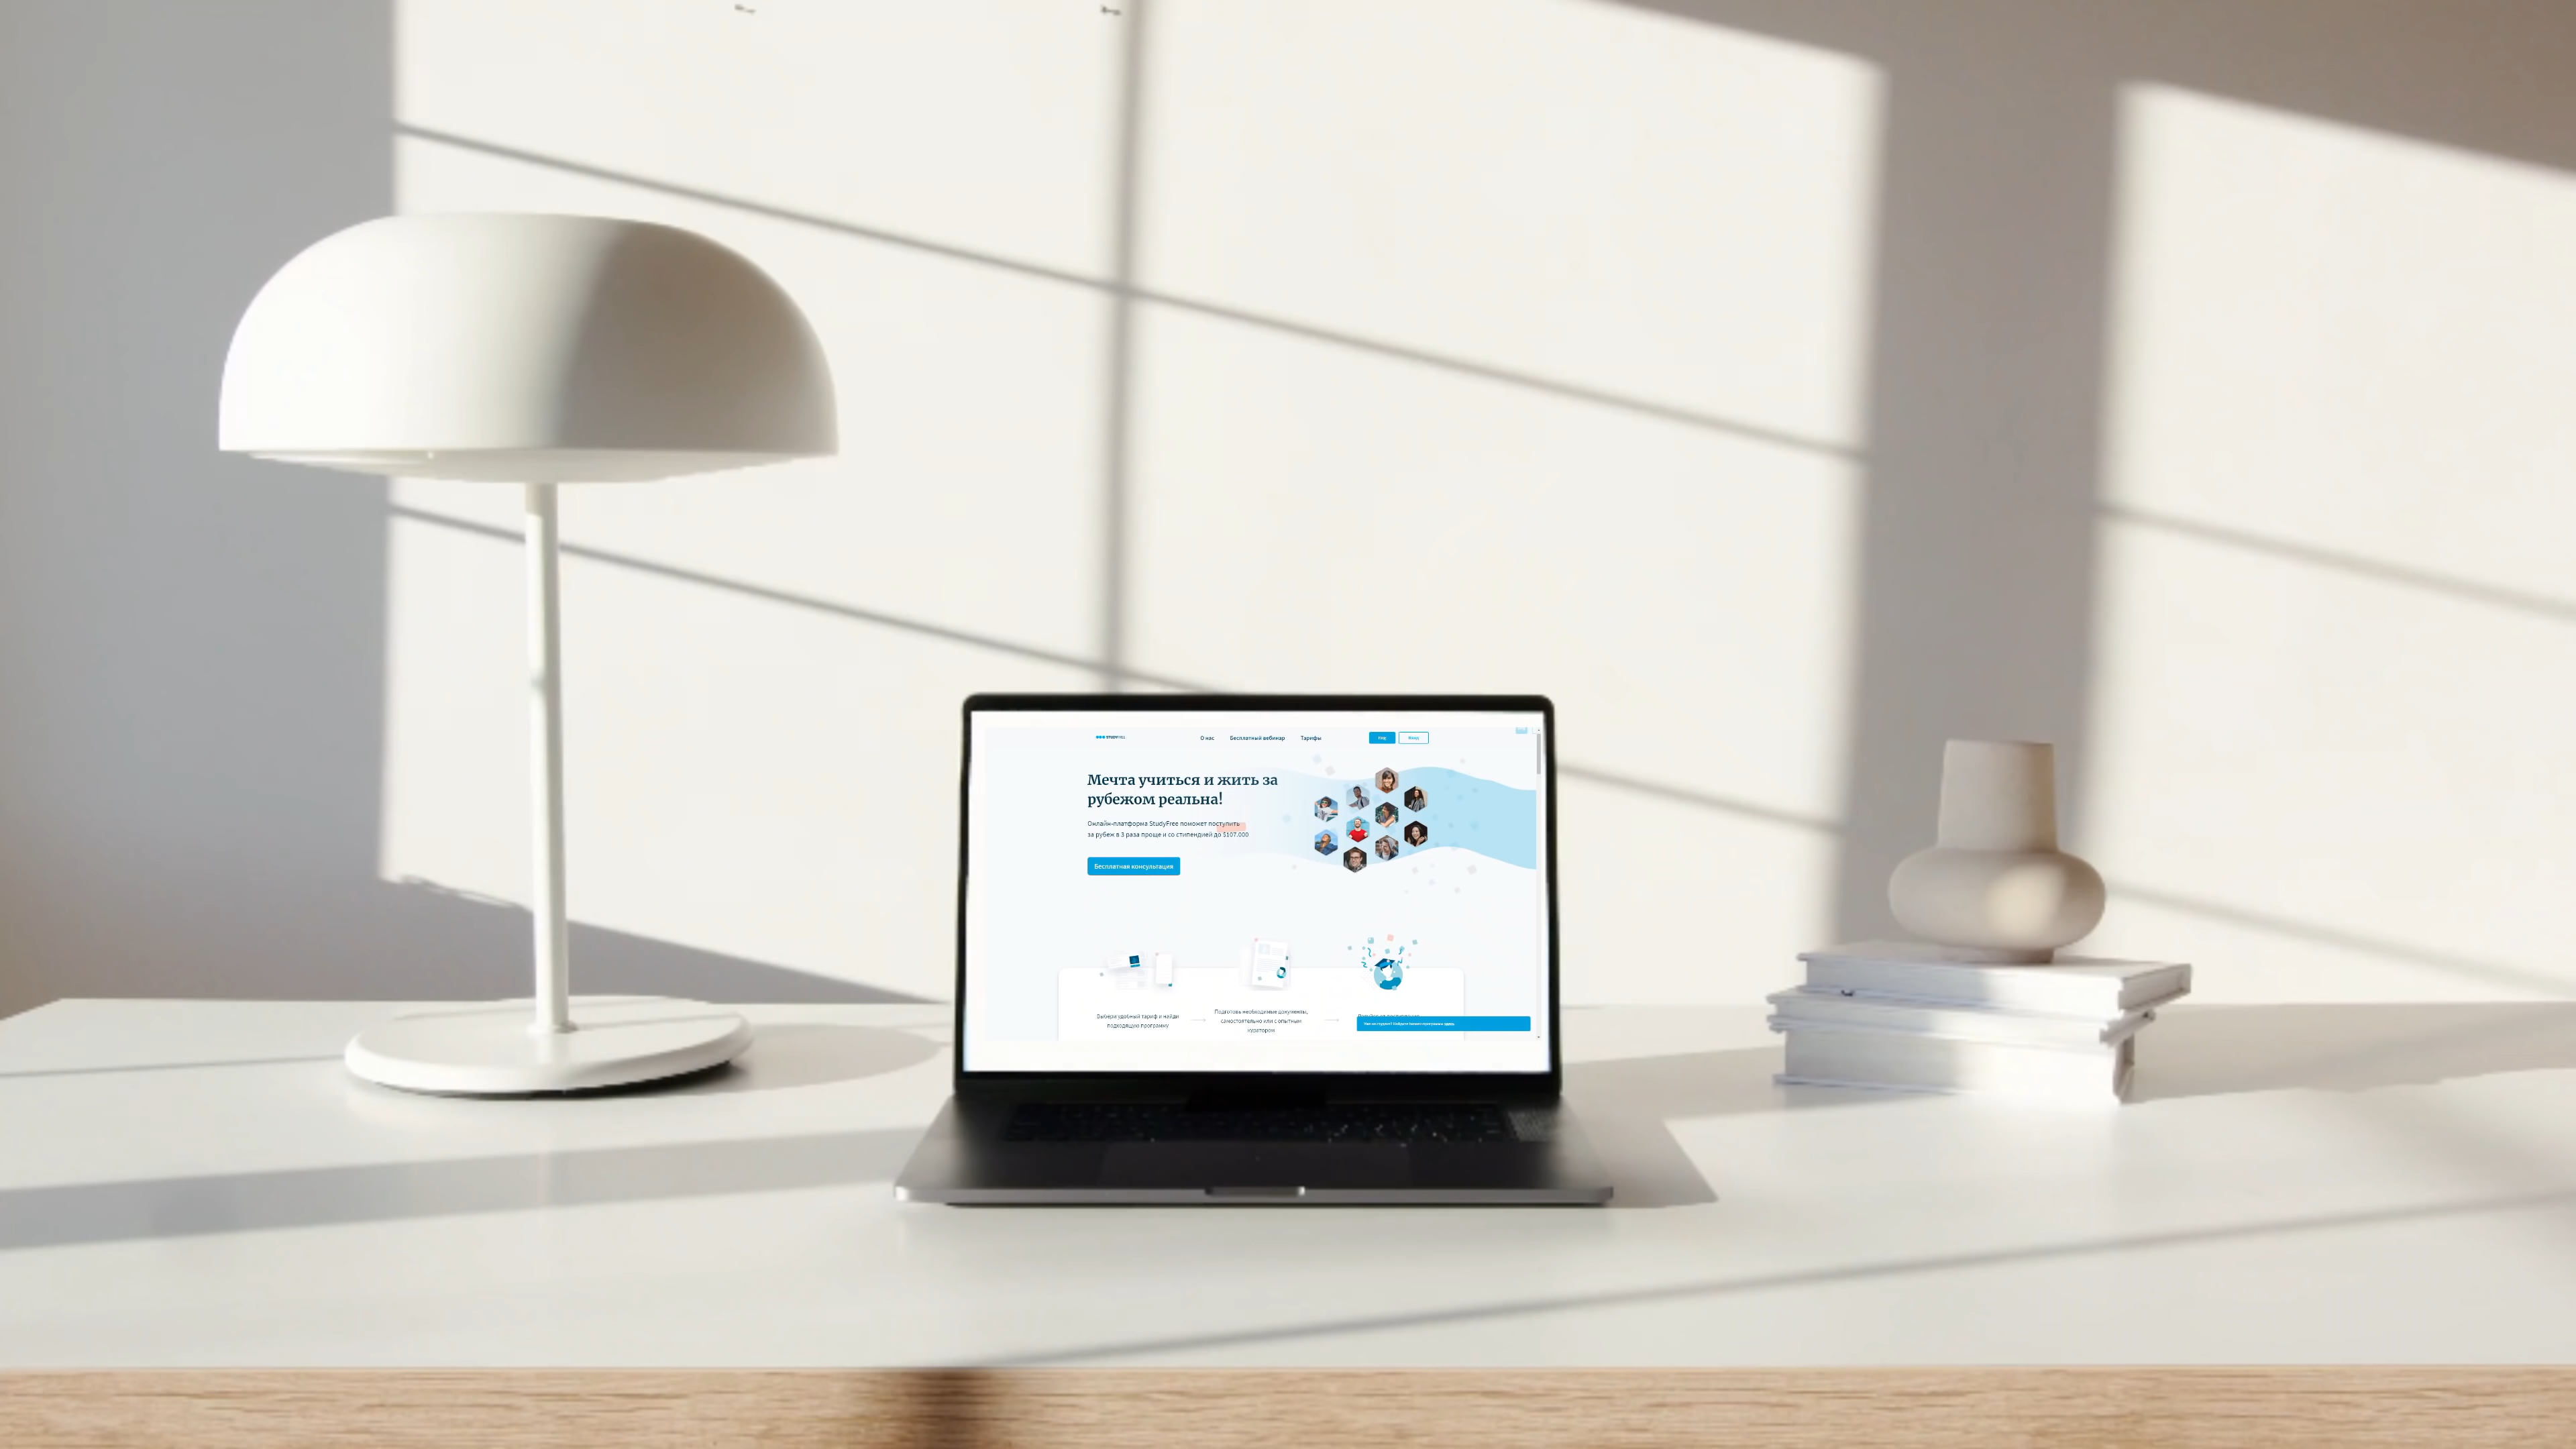 STUDYFREE
О нас
Бесплатный вебинар
Тарифы
Мечта учиться и жить за
рубежом реальна!
Онлайн-платформа StudyFree поможет поступить
за рубеж в 3 раза проще и со стипендией до $107.000
Бесплатная консультация
Выбери удобный тариф и найди
подходящую программу
Подготовь необходимые документы,
самостоятельно или с опытным
куратором